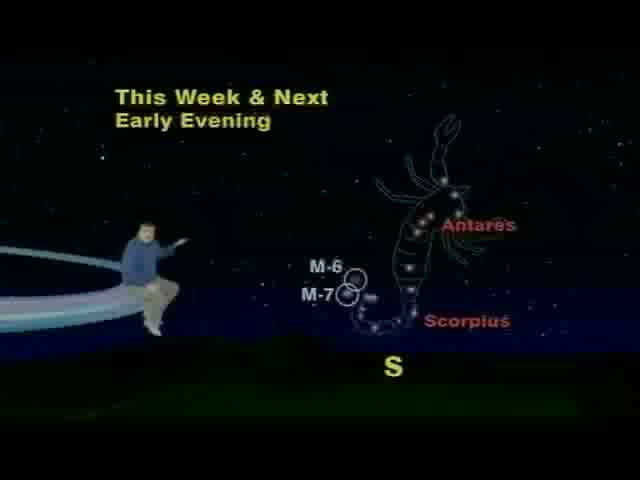 This Week & Next
Early Evening
Antares
M-6
M-7
Scorpius
S